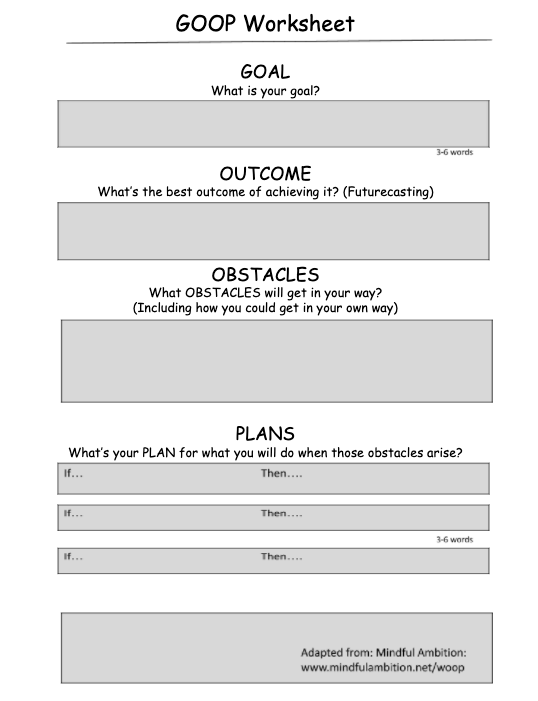 GOOP Worksheet
GOAL
What is your goal?
3-6 words
OUTCOME
What's the best outcome of achieving it? (Futurecasting)
OBSTACLES
What OBSTACLES will get in your way?
(Including how you could get in your own way)
PLANS
What's your PLAN for what you will do when those obstacles arise?
If... Then....
If... Then....
3-6 words
If... Then....
Adapted from: Mindful Ambition:
www.mindfulambition.net/woop